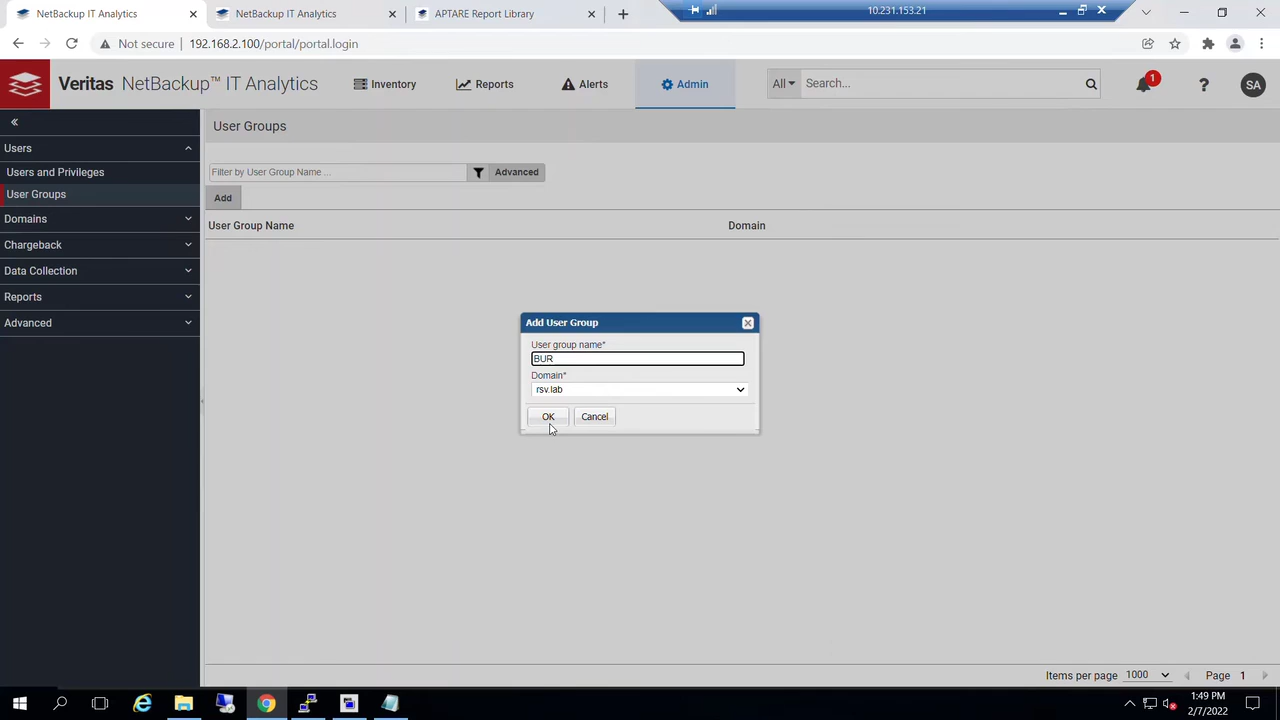 NetBackup IT Analytics
NetBackup IT Analytics
APTARE Report Library
10.231.153.21
Not secure
192.168.2.100/portal/portal.login
Veritas NetBackup™ IT Analytics
Inventory
Reports
Alerts
Admin
All
Search...
1
?
SA
Users
Users and Privileges
User Groups
Domains
Chargeback
Data Collection
Reports
Advanced
User Groups
Filter by User Group Name ...
Advanced
Add
User Group Name
Domain
Add User Group
User group name*
BUR
Domain*
rsv.lab
OK
Cancel
Items per page
1000
Page
1
1:49 PM
2/7/2022